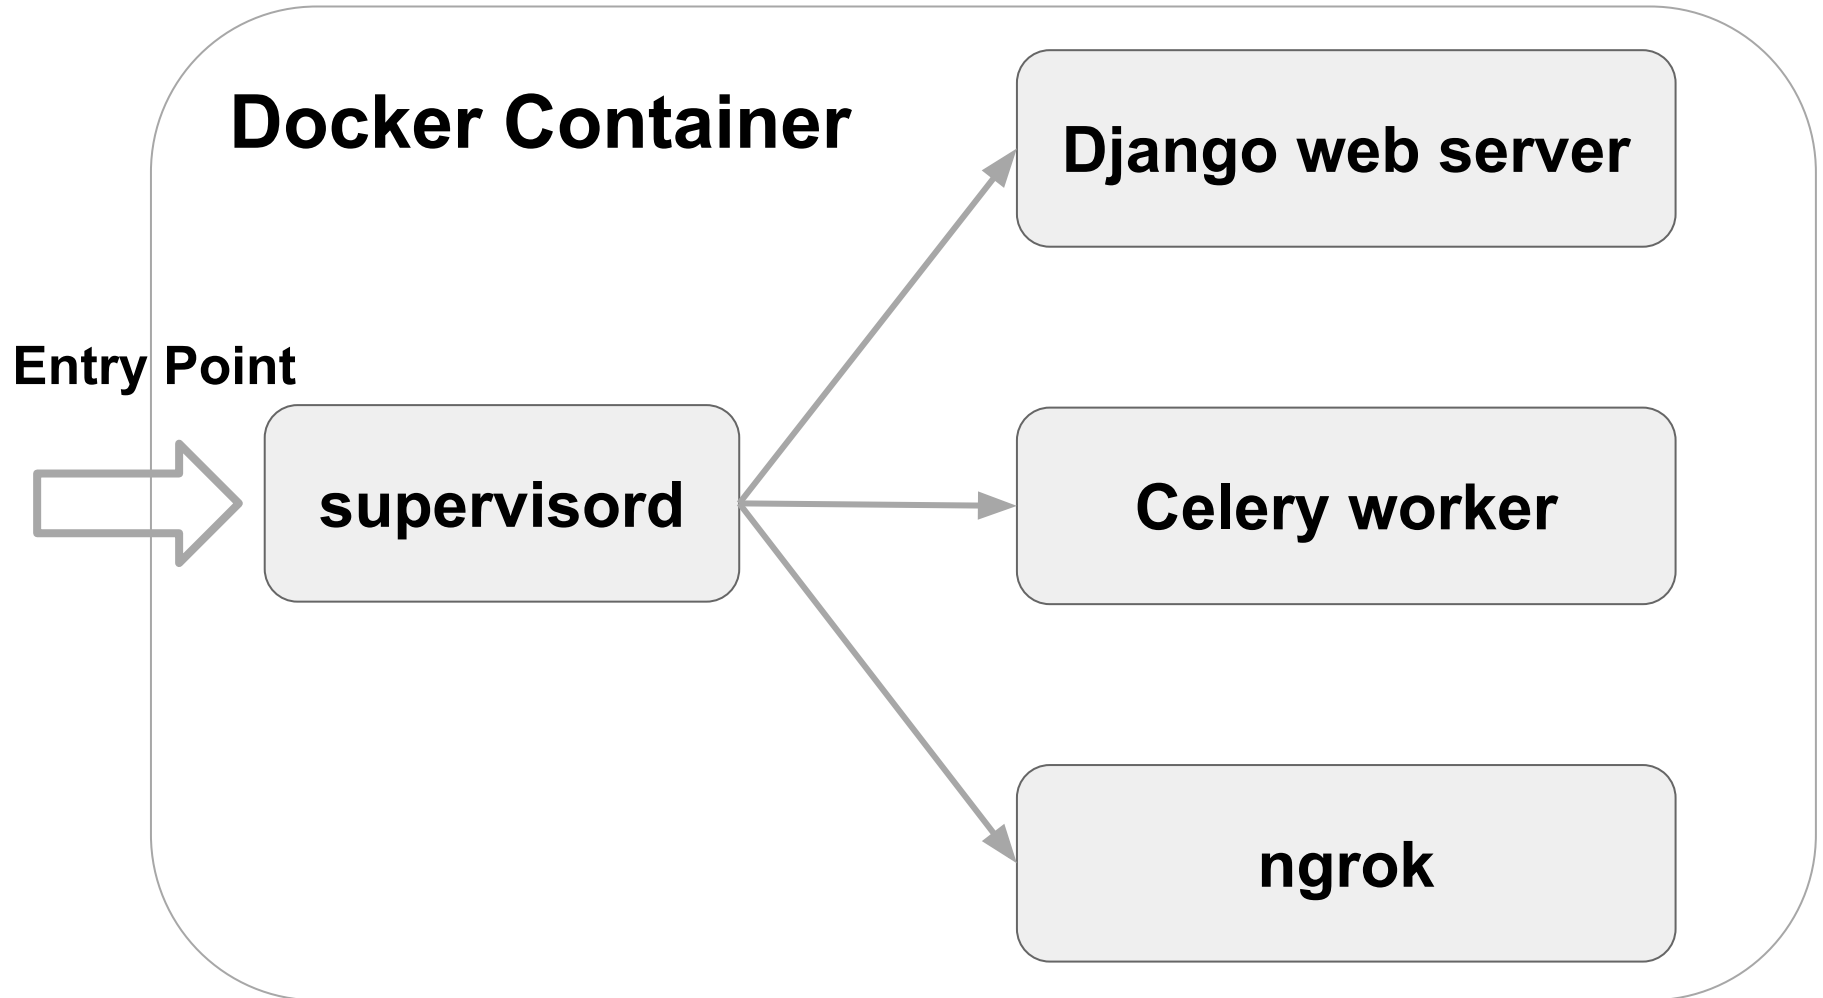 Docker Container
Django web server
Entry Point
supervisord
Celery worker
ngrok